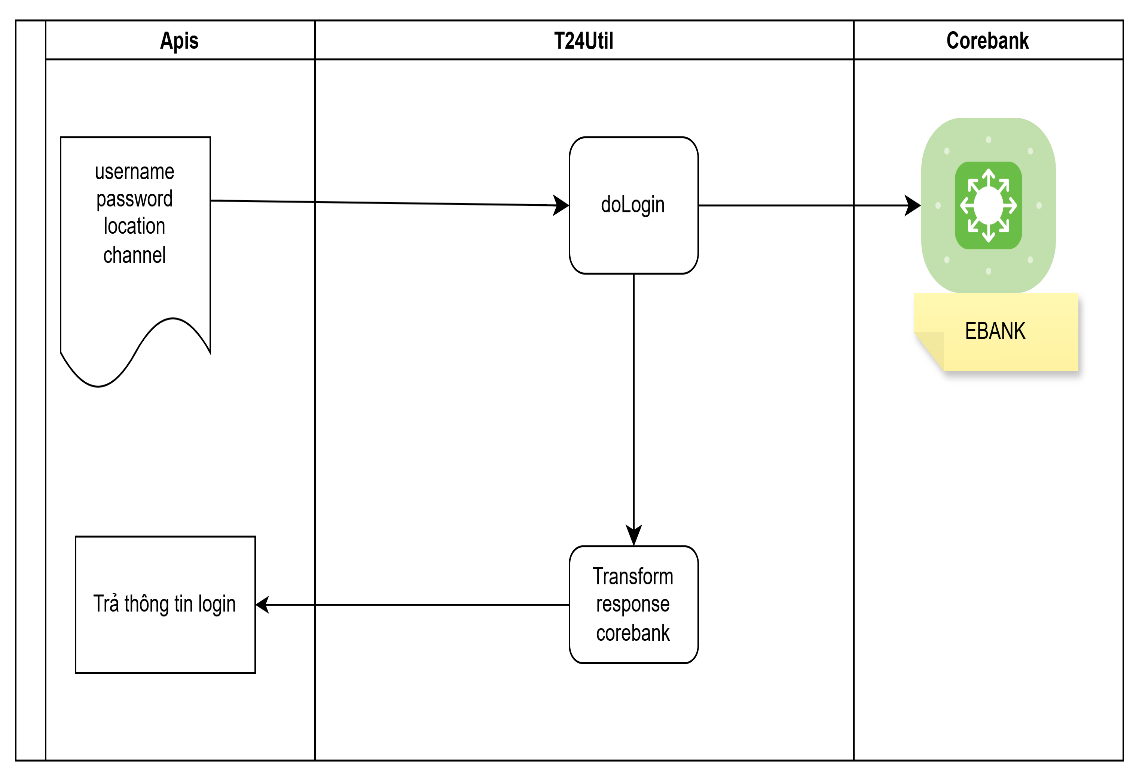 Apis
T24Util
Corebank
username
password
location
channel
doLogin
EBANK
Trả thông tin login
Transform
response
corebank